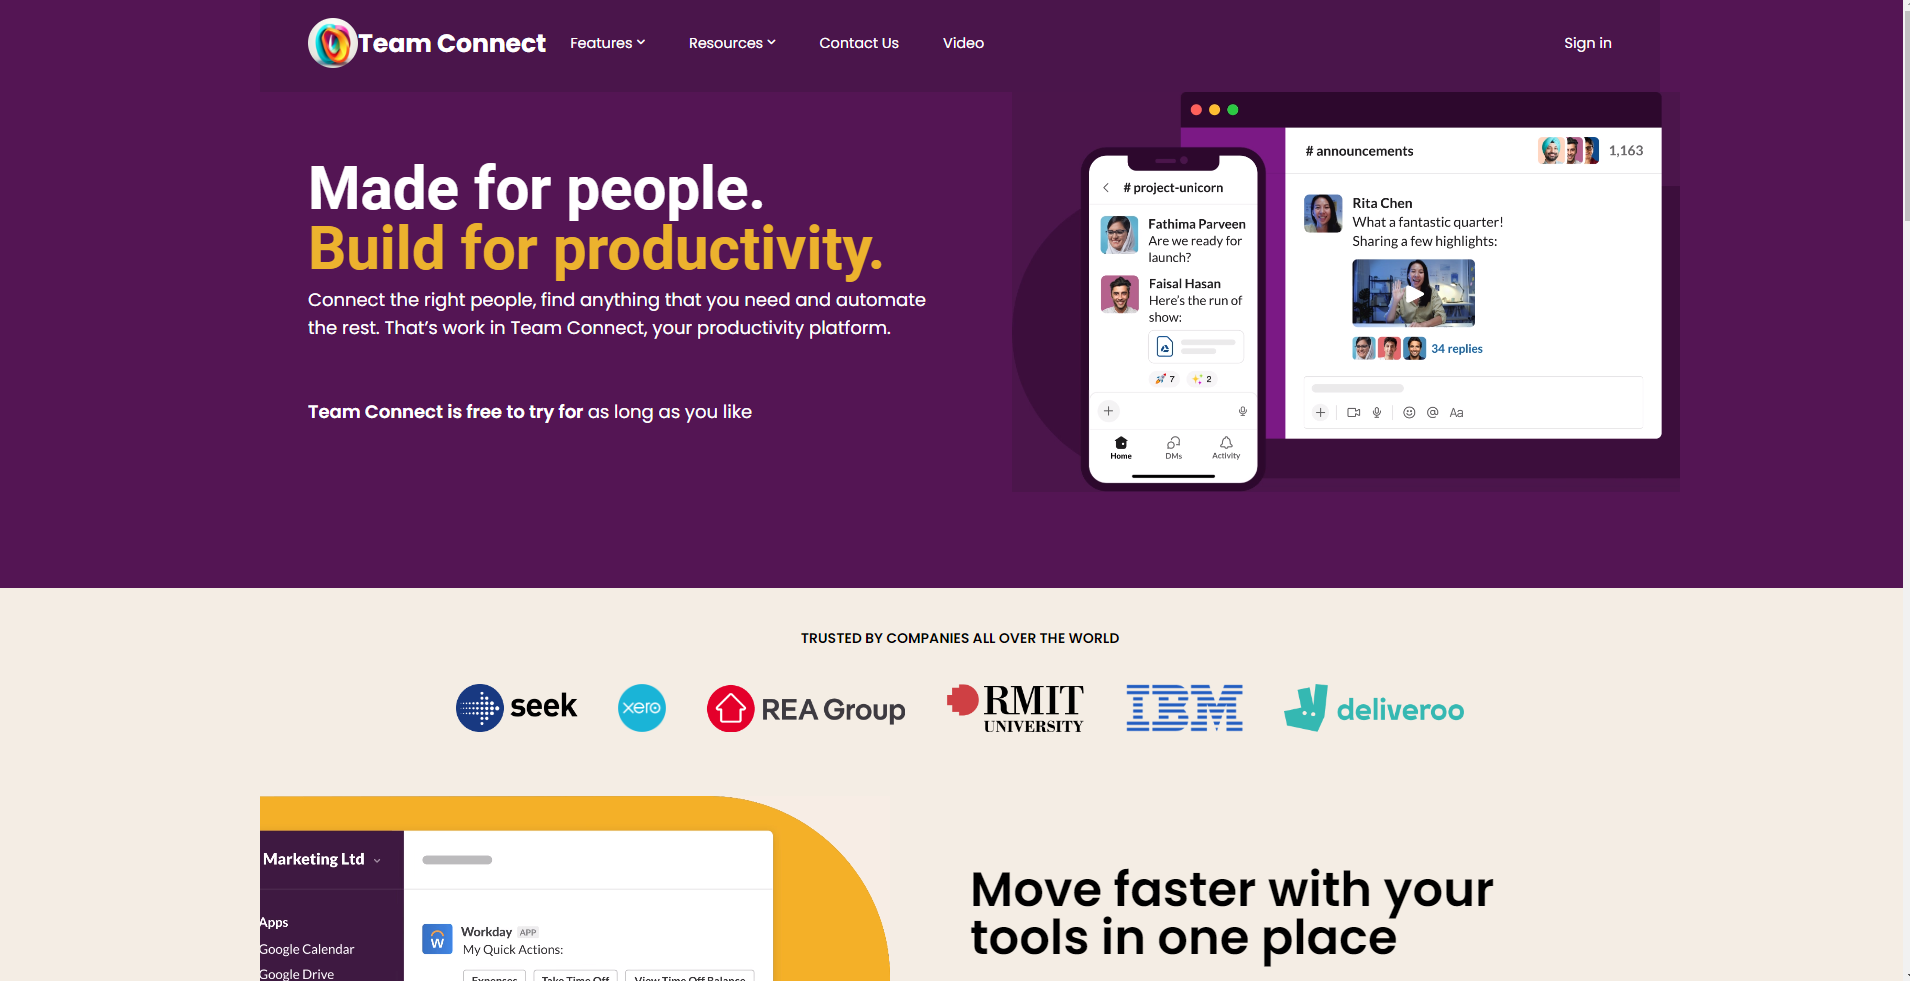 Team Connect
Features
Resources
Contact Us
Video
Sign in
Made for people.
Build for productivity.
Connect the right people, find anything that you need and automate
the rest. That's work in Team Connect, your productivity platform.
Team Connect is free to try for as long as you like
# project-unicorn
Fathima Parveen
Are we ready for
launch?
Faisal Hasan
Here's the run of
show:
7
2
Home
DMs
Activity
# announcements
1,163
Rita Chen
What a fantastic quarter!
Sharing a few highlights:
34 replies
@ Aa
TRUSTED BY COMPANIES ALL OVER THE WORLD
seek
xero
REA Group
RMIT
UNIVERSITY
IBM
deliveroo
Marketing Ltd
Apps
Google Calendar
Google Drive
W
Workday APP
My Quick Actions:
Expenses
Take Time Off
View Time Off Balance
Move faster with your
tools in one place